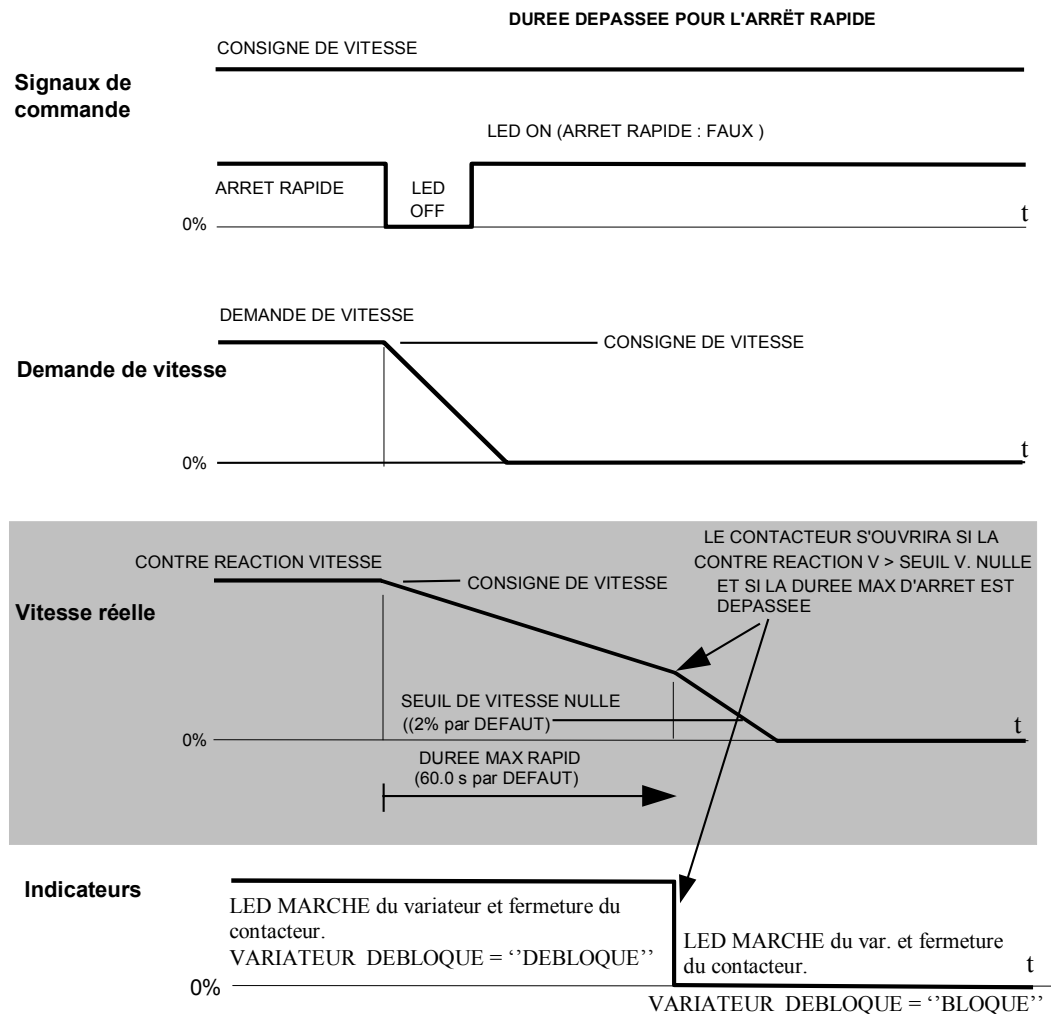 DUREE DEPASSEE POUR L'ARRËT RAPIDE
CONSIGNE DE VITESSE
Signaux de
commande
LED ON (ARRET RAPIDE : FAUX )
ARRET RAPIDE
LED
OFF
0%
t
DEMANDE DE VITESSE
CONSIGNE DE VITESSE
Demande de vitesse
0%
t
LE CONTACTEUR S'OUVRIRA SI LA
CONTRE REACTION V > SEUIL V. NULLE
ET SI LA DUREE MAX D'ARRET EST
DEPASSEE
CONTRE REACTION VITESSE
CONSIGNE DE VITESSE
Vitesse réelle
SEUIL DE VITESSE NULLE
((2% par DEFAUT)
0%
t
DUREE MAX RAPID
(60.0 s par DEFAUT)
Indicateurs
LED MARCHE du variateur et fermeture du
contacteur.
VARIATEUR DEBLOQUE = ‘’DEBLOQUE’’
LED MARCHE du var. et fermeture
du contacteur.
t
0%
VARIATEUR DEBLOQUE = ‘’BLOQUE’’